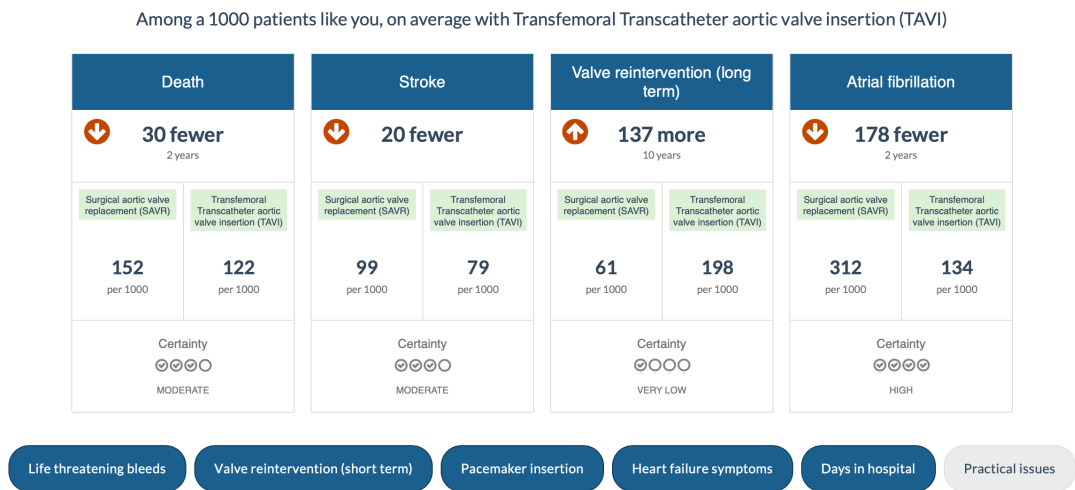 Among a 1000 patients like you, on average with Transfemoral Transcatheter aortic valve insertion (TAVI)
Death
30 fewer
2 years
Surgical aortic valve
replacement (SAVR)
Transfemoral
Transcatheter aortic
valve insertion (TAVI)
152
per 1000
122
per 1000
Certainty
MODERATE
Stroke
20 fewer
Surgical aortic valve
replacement (SAVR)
Transfemoral
Transcatheter aortic
valve insertion (TAVI)
99
per 1000
79
per 1000
Certainty
MODERATE
Valve reintervention (long
term)
137 more
10 years
Surgical aortic valve
replacement (SAVR)
Transfemoral
Transcatheter aortic
valve insertion (TAVI)
61
per 1000
198
per 1000
Certainty
VERY LOW
Atrial fibrillation
178 fewer
2 years
Surgical aortic valve
replacement (SAVR)
Transfemoral
Transcatheter aortic
valve insertion (TAVI)
312
per 1000
134
per 1000
Certainty
HIGH
Life threatening bleeds
Valve reintervention (short term)
Pacemaker insertion
Heart failure symptoms
Days in hospital
Practical issues